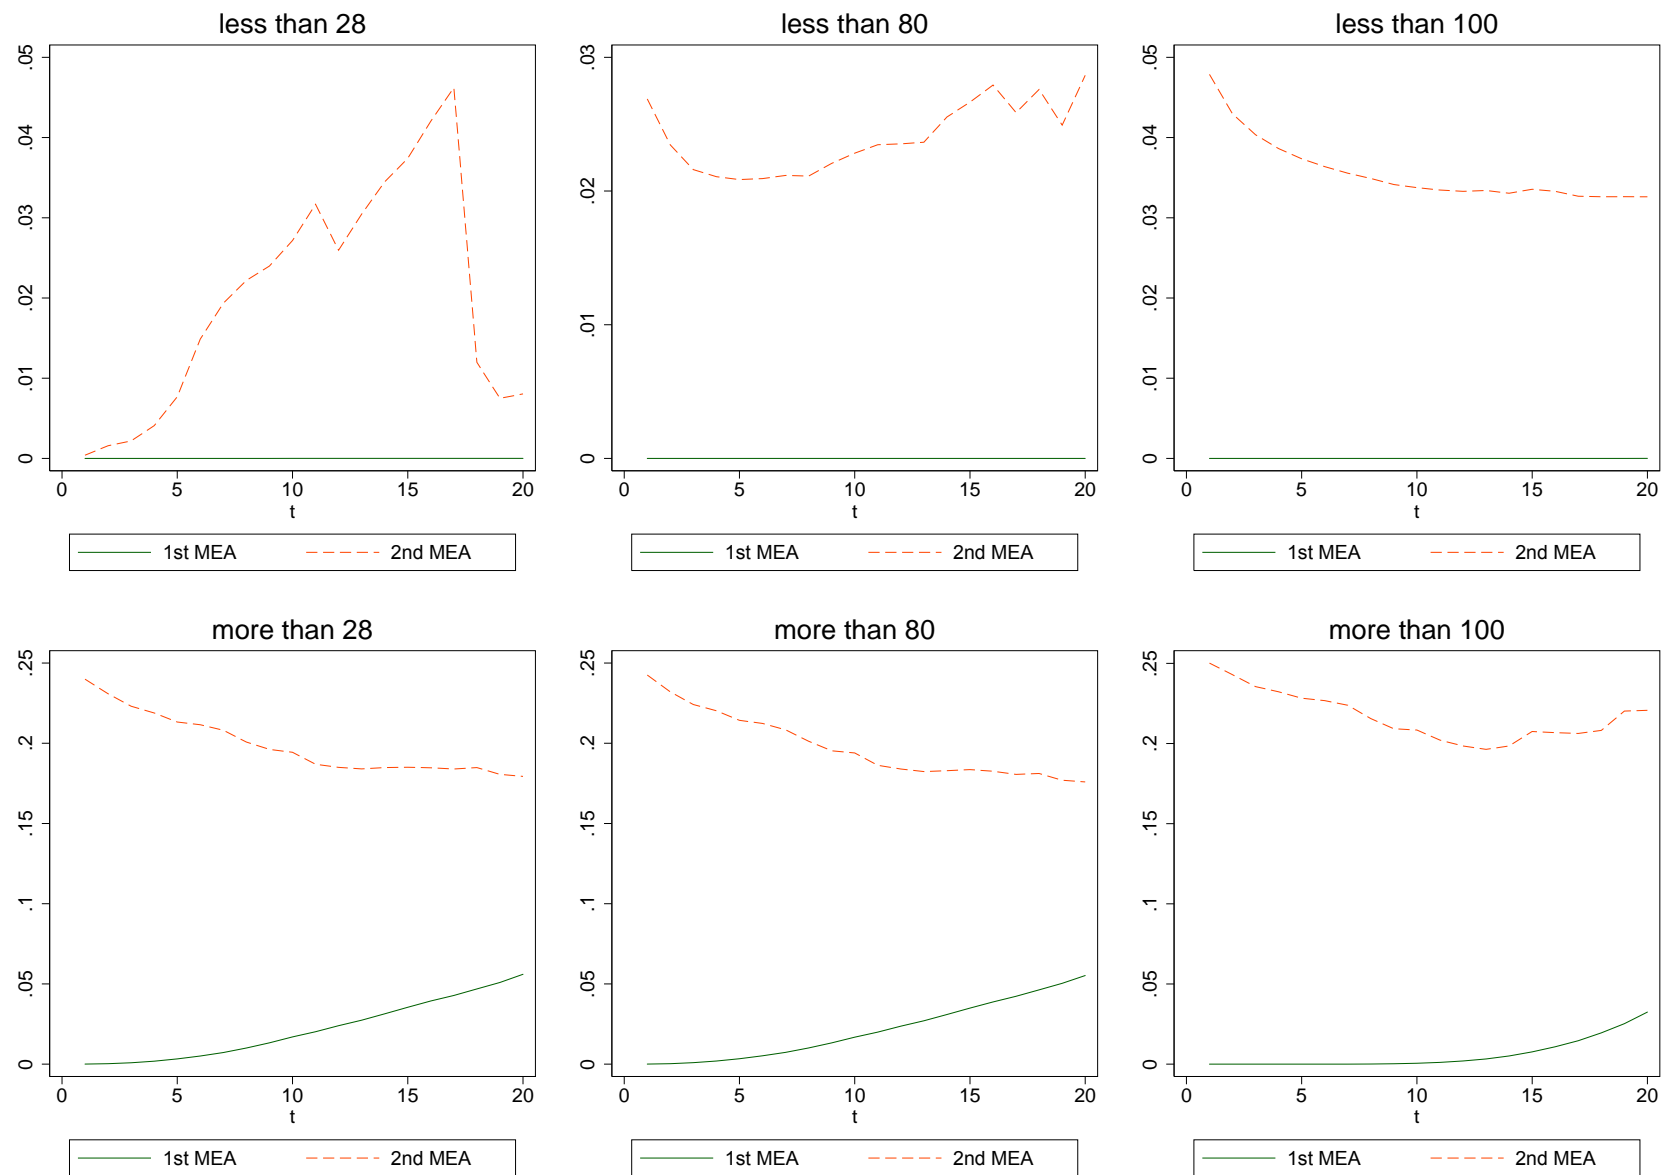 less than 28
less than 80
less than 100
.05
.04
.03
.02
.01
0
0 5 10 15 20
t
1st MEA 2nd MEA
.03
.02
.01
0
0 5 10 15 20
t
1st MEA 2nd MEA
.05
.04
.03
.02
.01
0
0 5 10 15 20
t
1st MEA 2nd MEA
more than 28
more than 80
more than 100
.25
.2
.15
.1
.05
0
0 5 10 15 20
t
1st MEA 2nd MEA
.25
.2
.15
.1
.05
0
0 5 10 15 20
t
1st MEA 2nd MEA
.25
.2
.15
.1
.05
0
0 5 10 15 20
t
1st MEA 2nd MEA